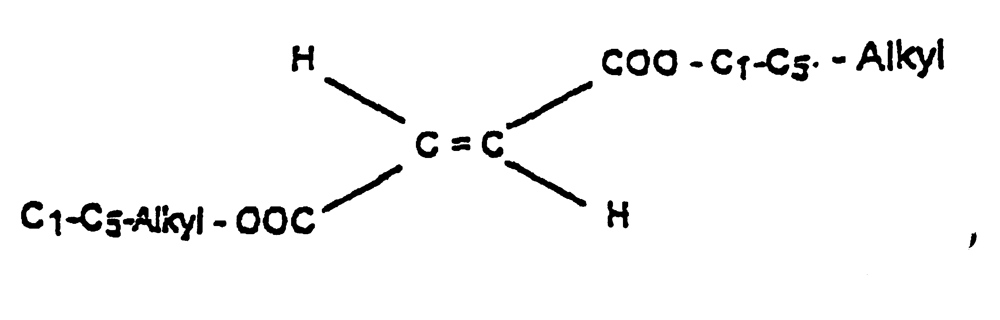 H COO - C1-C5. - Alkyl
C = C
C1-C5-Alkyl - OOC H ,